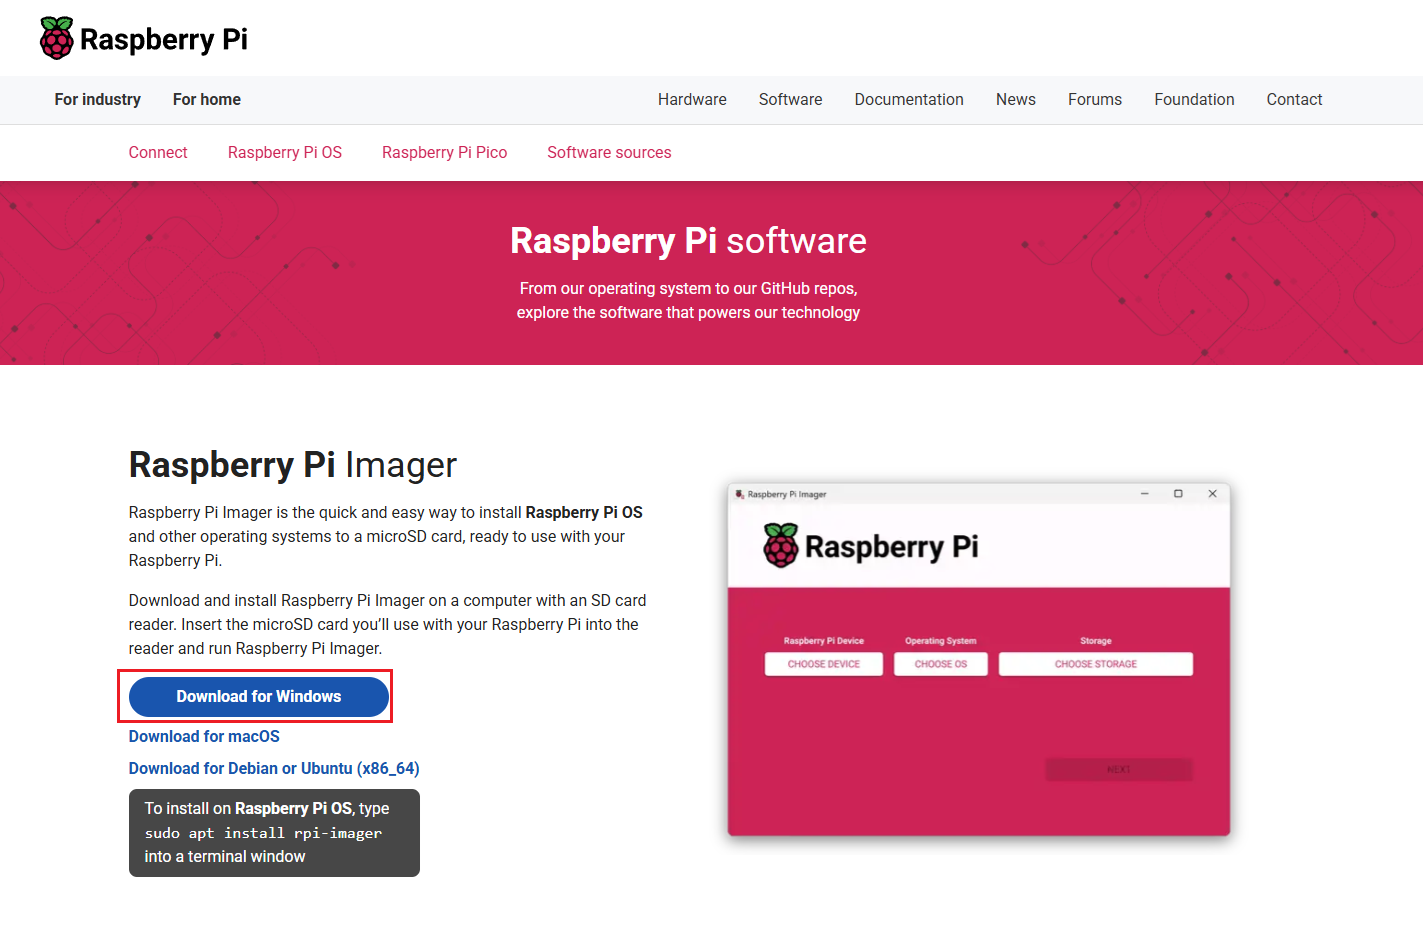 Raspberry Pi
For industry For home Hardware Software Documentation News Forums Foundation Contact
Connect Raspberry Pi OS Raspberry Pi Pico Software sources
Raspberry Pi software
From our operating system to our GitHub repos,
explore the software that powers our technology
Raspberry Pi Imager
Raspberry Pi Imager is the quick and easy way to install Raspberry Pi OS
and other operating systems to a microSD card, ready to use with your
Raspberry Pi.
Download and install Raspberry Pi Imager on a computer with an SD card
reader. Insert the microSD card you’ll use with your Raspberry Pi into the
reader and run Raspberry Pi Imager.
Download for Windows
Download for macOS
Download for Debian or Ubuntu (x86_64)
To install on Raspberry Pi OS, type
sudo apt install rpi-imager
into a terminal window
Raspberry Pi Imager
Raspberry Pi
Raspberry Pi Device Operating System Storage
CHOOSE DEVICE CHOOSE OS CHOOSE STORAGE
NEXT